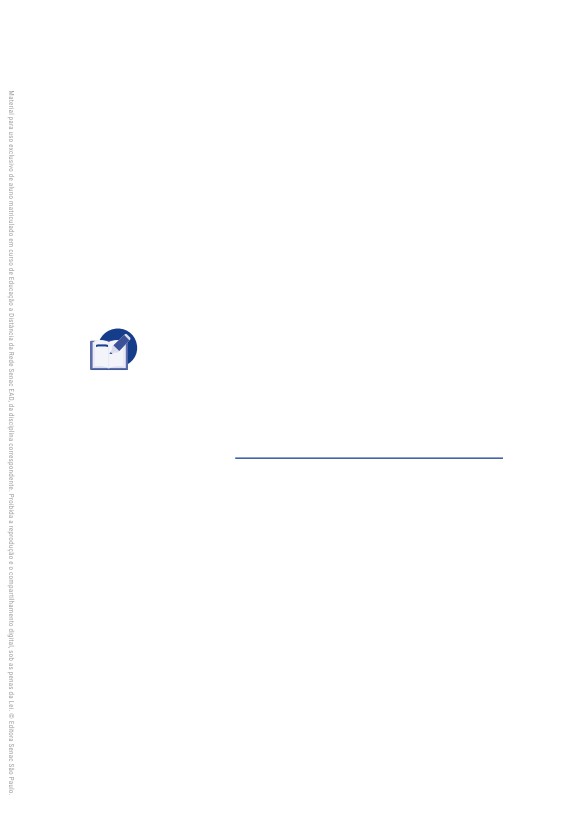 Material para uso exclusivo de aluno matriculado em curso de Educação a Distância da Rede Senac EAD, da disciplina correspondente. Proibida a reprodução e o compartilhamento digital, sob as penas da Lei. © Editora Senac São Paulo.